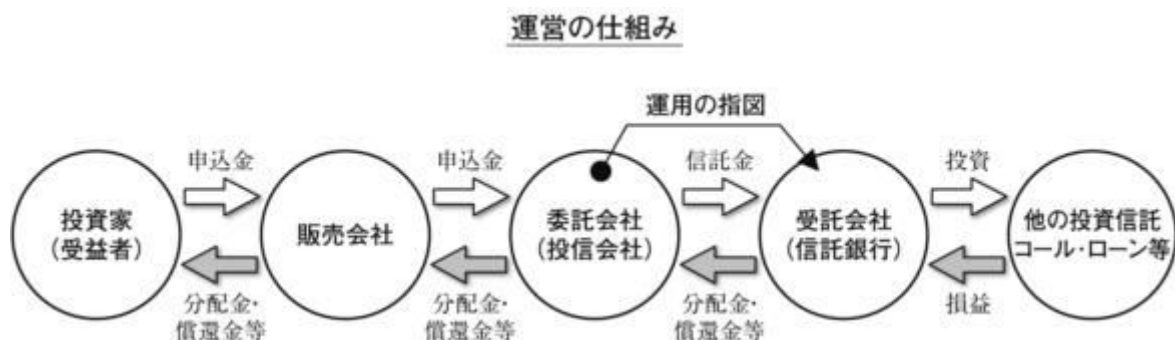 運営の仕組み
運用の指図
申込金
申込金
信託金
投資
投資家
(受益者)
販売会社
委託会社
(投信会社)
受託会社
(信託銀行)
他の投資信託
コール・ローン等
分配金・
償還金等
分配金・
償還金等
分配金・
償還金等
損益